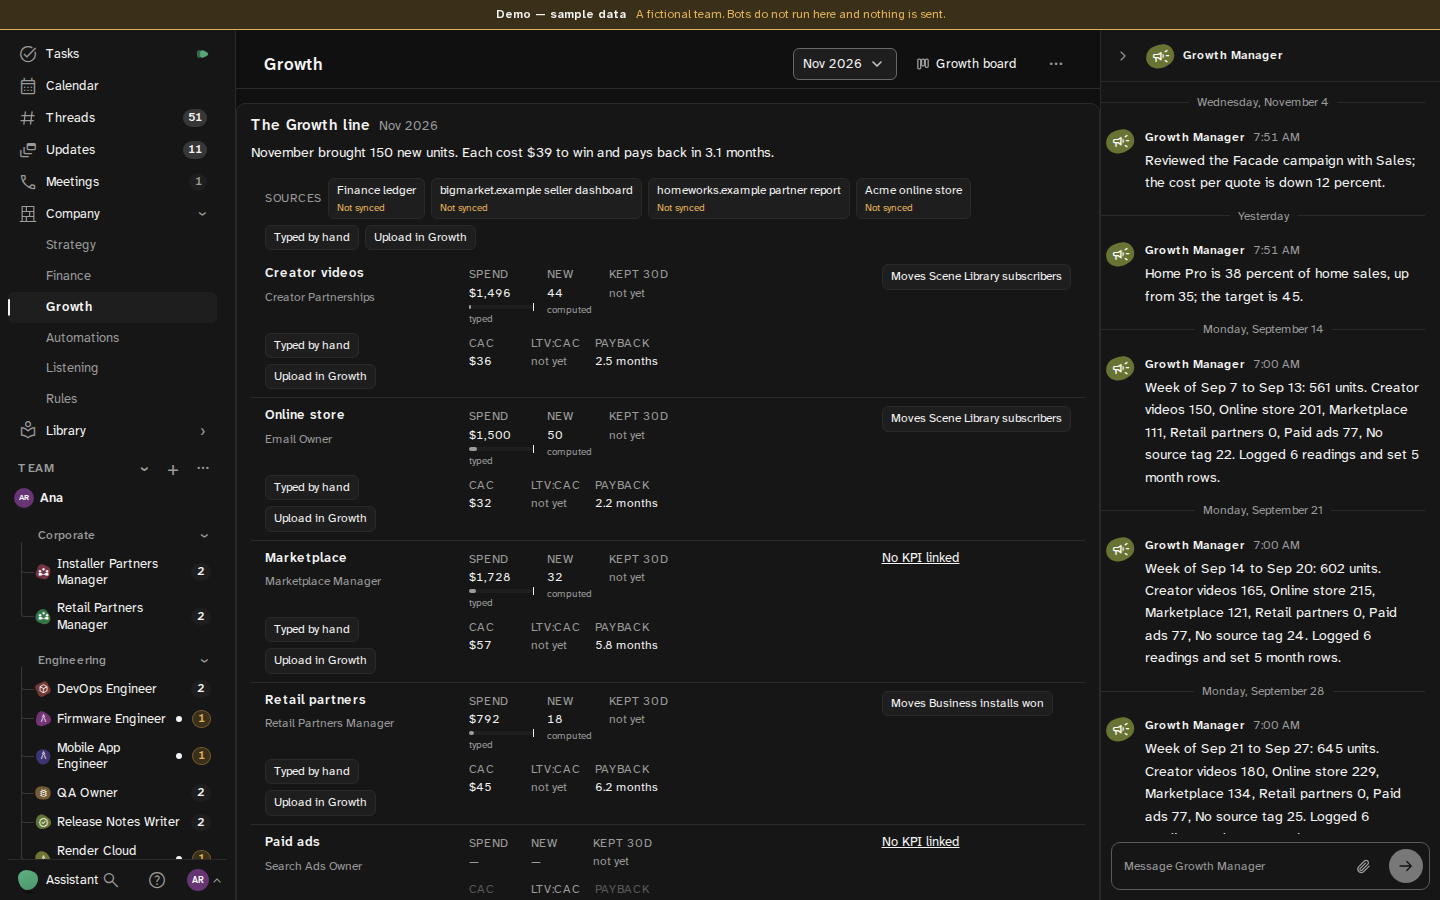 Demo — sample data A fictional team. Bots do not run here and nothing is sent.
Tasks
Calendar
Threads 51
Updates 11
Meetings 1
Company
Strategy
Finance
Growth
Automations
Listening
Rules
Library
TEAM
AR Ana
Corporate
Installer Partners
Manager
2
Retail Partners
Manager
2
Engineering
DevOps Engineer 2
Firmware Engineer 1
Mobile App
Engineer
1
QA Owner 2
Release Notes Writer 2
Render Cloud
1
Assistant
AR
Growth
Nov 2026
Growth board
The Growth line Nov 2026
November brought 150 new units. Each cost $39 to win and pays back in 3.1 months.
SOURCES
Finance ledger
Not synced
bigmarket.example seller dashboard
Not synced
homeworks.example partner report
Not synced
Acme online store
Not synced
Typed by hand
Upload in Growth
Creator videos
Creator Partnerships
SPEND NEW KEPT 30D
$1,496 44 not yet
typed computed
Moves Scene Library subscribers
Typed by hand
Upload in Growth
CAC LTV:CAC PAYBACK
$36 not yet 2.5 months
Online store
Email Owner
SPEND NEW KEPT 30D
$1,500 50 not yet
typed computed
Moves Scene Library subscribers
Typed by hand
Upload in Growth
CAC LTV:CAC PAYBACK
$32 not yet 2.2 months
Marketplace
Marketplace Manager
SPEND NEW KEPT 30D
$1,728 32 not yet
typed computed
No KPI linked
Typed by hand
Upload in Growth
CAC LTV:CAC PAYBACK
$57 not yet 5.8 months
Retail partners
Retail Partners Manager
SPEND NEW KEPT 30D
$792 18 not yet
typed computed
Moves Business installs won
Typed by hand
Upload in Growth
CAC LTV:CAC PAYBACK
$45 not yet 6.2 months
Paid ads
Search Ads Owner
SPEND NEW KEPT 30D
— — not yet
No KPI linked
CAC LTV:CAC PAYBACK
Growth Manager
Wednesday, November 4
Growth Manager 7:51 AM
Reviewed the Facade campaign with Sales;
the cost per quote is down 12 percent.
Yesterday
Growth Manager 7:51 AM
Home Pro is 38 percent of home sales, up
from 35; the target is 45.
Monday, September 14
Growth Manager 7:00 AM
Week of Sep 7 to Sep 13: 561 units. Creator
videos 150, Online store 201, Marketplace
111, Retail partners 0, Paid ads 77, No
source tag 22. Logged 6 readings and set 5
month rows.
Monday, September 21
Growth Manager 7:00 AM
Week of Sep 14 to Sep 20: 602 units.
Creator videos 165, Online store 215,
Marketplace 121, Retail partners 0, Paid
ads 77, No source tag 24. Logged 6
readings and set 5 month rows.
Monday, September 28
Growth Manager 7:00 AM
Week of Sep 21 to Sep 27: 645 units.
Creator videos 180, Online store 229,
Marketplace 134, Retail partners 0, Paid
ads 77, No source tag 25. Logged 6
Message Growth Manager